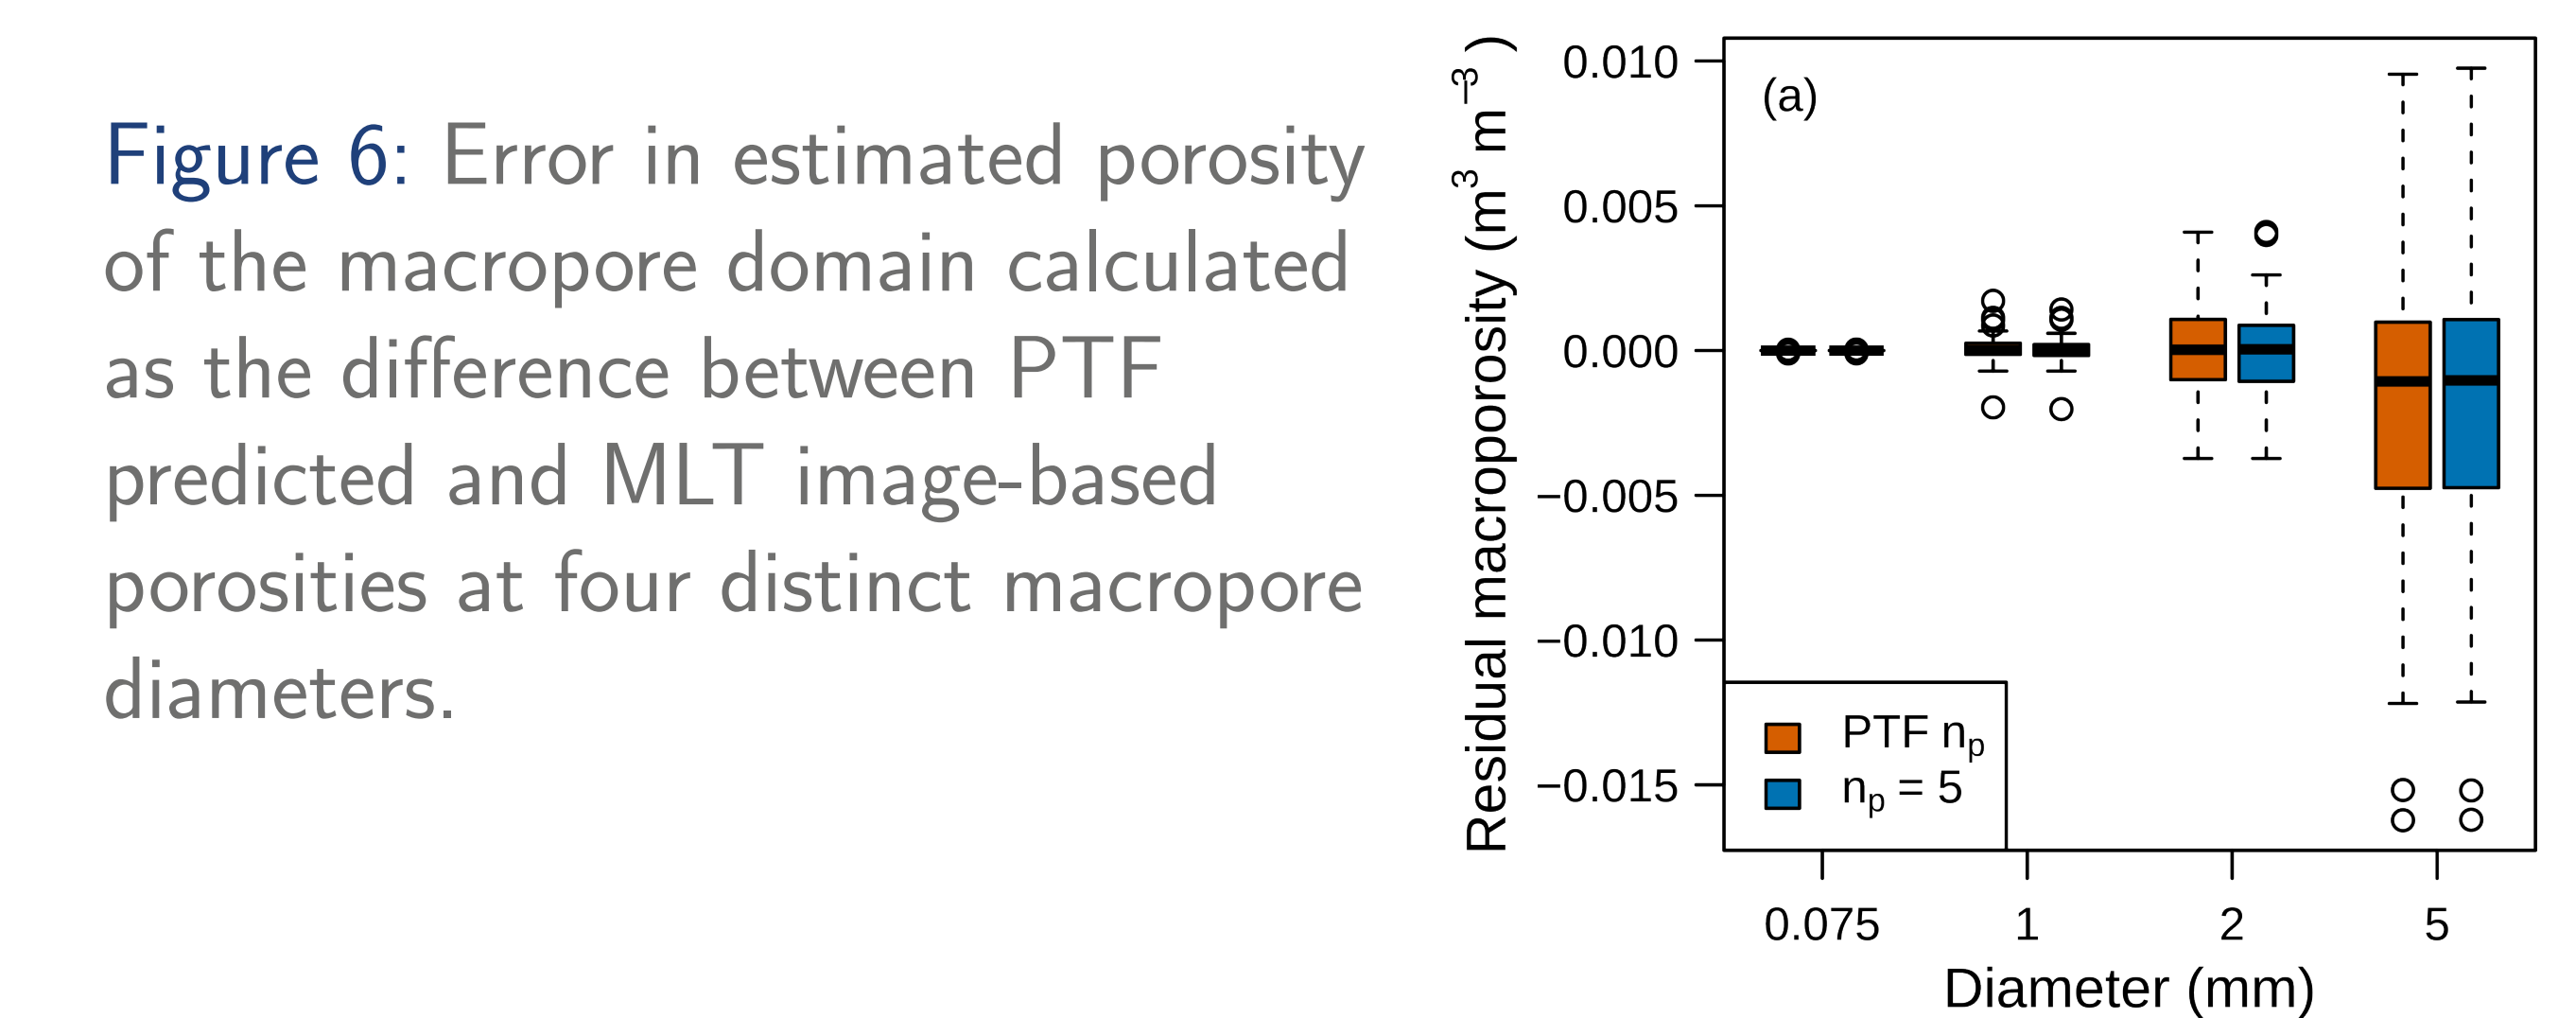 Figure 6: Error in estimated porosity
of the macropore domain calculated
as the difference between PTF
predicted and MLT image-based
porosities at four distinct macropore
diameters.
Residual macroporosity (m³ m⁻³)
0.010
0.005
0.000
−0.005
−0.010
−0.015
(a)
PTF nₚ
nₚ = 5
0.075 1 2 5
Diameter (mm)